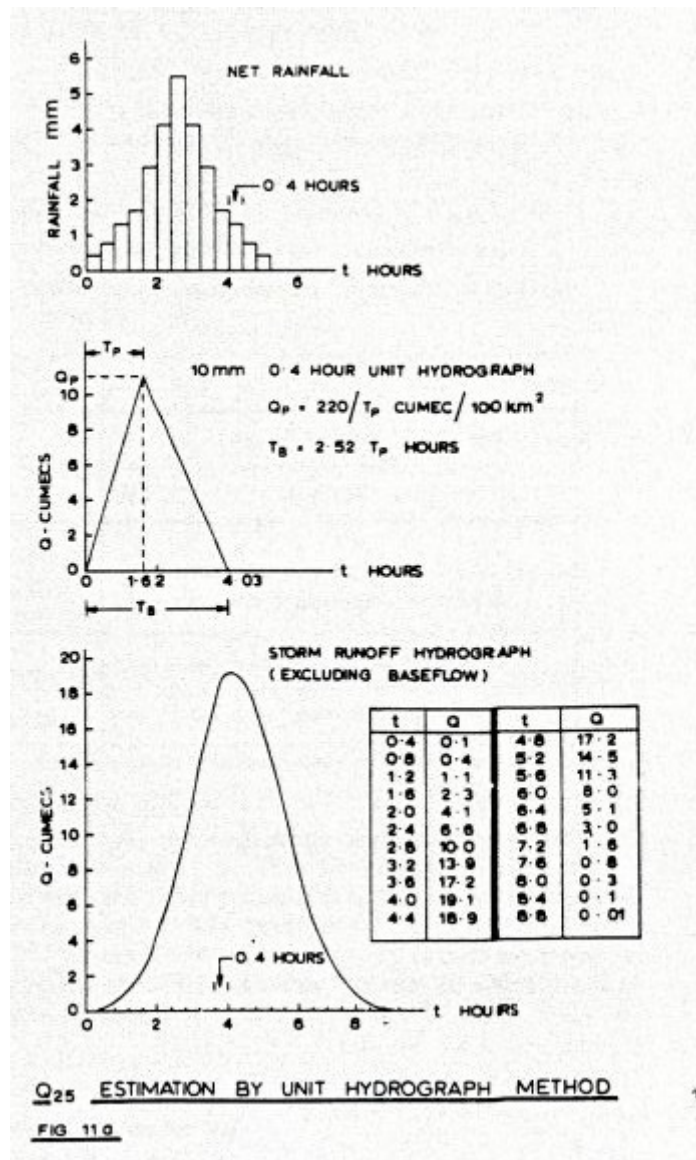 NET RAINFALL
RAINFALL mm
6
5
4
3
2
1
0
0·4 HOURS
0 2 4 6 t HOURS
TP
10mm 0·4 HOUR UNIT HYDROGRAPH
QP = 220/TP CUMEC/100km²
TB = 2·52 TP HOURS
Q - CUMECS
QP
10
8
6
4
2
0
0 1·6 2 4 03 t HOURS
TB
STORM RUNOFF HYDROGRAPH
(EXCLUDING BASEFLOW)
Q - CUMECS
20
18
16
14
12
10
8
6
4
2
0
t Q t Q
0·4 0·1 4·8 17·2
0·8 0·4 5·2 14·5
1·2 1·1 5·6 11·3
1·6 2·3 6·0 8·0
2·0 4·1 6·4 5·1
2·4 6·6 6·8 3·0
2·8 10·0 7·2 1·6
3·2 13·9 7·6 0·8
3·6 17·2 8·0 0·3
4·0 19·1 8·4 0·1
4·4 18·9 8·8 0·01
0·4 HOURS
0 2 4 6 8 t HOURS
Q25 ESTIMATION BY UNIT HYDROGRAPH METHOD
FIG 11a